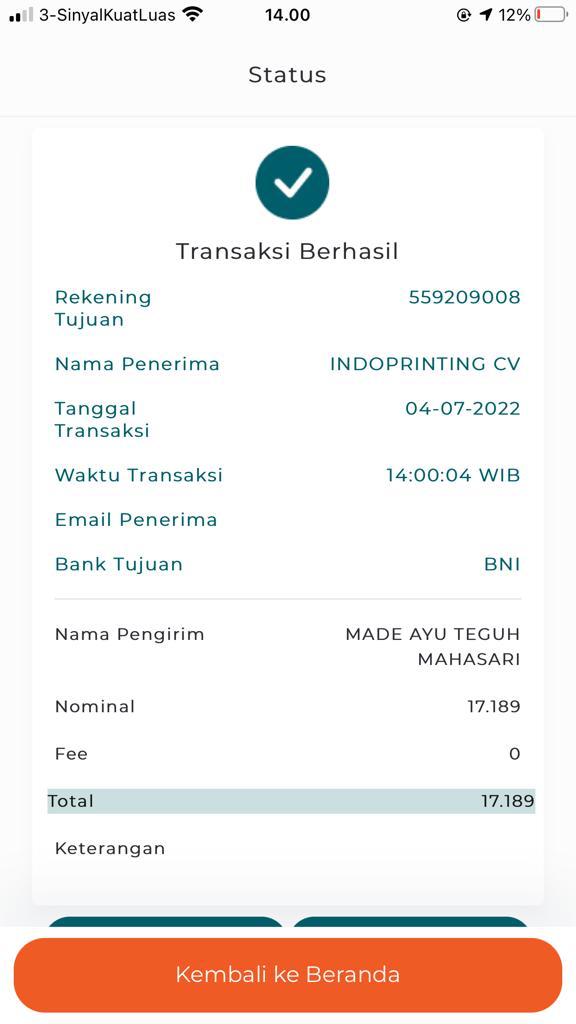 3-SinyalKuatLuas 14.00 12%
Status
Transaksi Berhasil
Rekening 559209008
Tujuan
Nama Penerima INDOPRINTING CV
Tanggal 04-07-2022
Transaksi
Waktu Transaksi 14:00:04 WIB
Email Penerima
Bank Tujuan BNI
Nama Pengirim MADE AYU TEGUH
MAHASARI
Nominal 17.189
Fee 0
Total 17.189
Keterangan
Kembali ke Beranda